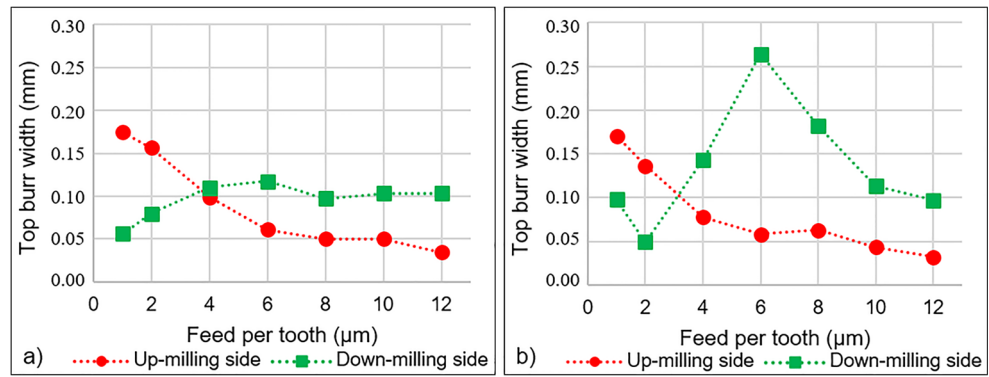 0.30
0.25
0.20
0.15
0.10
0.05
0.00
Top burr width (mm)
0 2 4 6 8 10 12
Feed per tooth (µm)
a) Up-milling side Down-milling side
0.30
0.25
0.20
0.15
0.10
0.05
0.00
Top burr width (mm)
0 2 4 6 8 10 12
Feed per tooth (µm)
b) Up-milling side Down-milling side